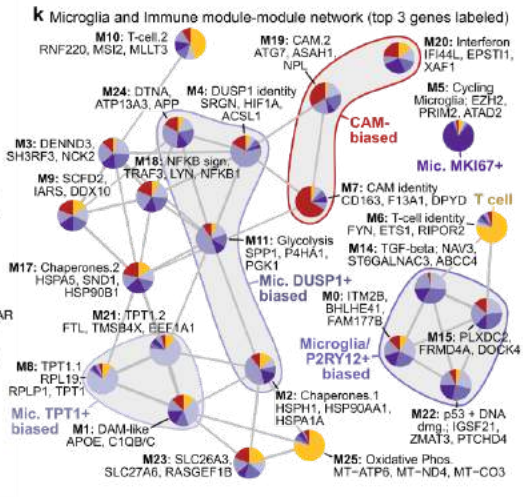 k Microglia and Immune module-module network (top 3 genes labeled)
M10: T-cell.2
RNF220, MSI2, MLLT3
M19: CAM.2
ATG7, ASAH1,
NPL
M20: Interferon
IFI44L, EPSTI1,
XAF1
M24: DTNA,
ATP13A3, APP
M4: DUSP1 identity
SRGN, HIF1A,
ACSL1
M5: Cycling
Microglia; EZH2,
PRIM2, ATAD2
CAM-
biased
M3: DENND3,
SH3RF3, NCK2
M18: NFKB sign.
TRAF3, LYN, NFKB1
Mic. MKI67+
M9: SCFD2,
IARS, DDX10
M7: CAM identity
CD163, F13A1, DPYD
T cell
M6: T-cell identity
FYN, ETS1, RIPOR2
M11: Glycolysis
SPP1, P4HA1,
PGK1
M14: TGF-beta; NAV3,
ST6GALNAC3, ABCC4
M17: Chaperones.2
HSPA5, SND1,
HSP90B1
Mic. DUSP1+
biased
M0: ITM2B,
BHLHE41,
FAM177B
M21: TPT1.2
FTL, TMSB4X, EEF1A1
AR
M15: PLXDC2,
FRMD4A, DOCK4
Microglia/
P2RY12+
biased
M8: TPT1.1
RPL19,
RPLP1, TPT1
Mic. TPT1+
biased
M2: Chaperones.1
HSPH1, HSP90AA1,
HSPA1A
M22: p53 + DNA
dmg.; IGSF21,
ZMAT3, PTCHD4
M1: DAM-like
APOE, C1QB/C
M23: SLC26A3,
SLC27A6, RASGEF1B
M25: Oxidative Phos.
MT-ATP6, MT-ND4, MT-CO3